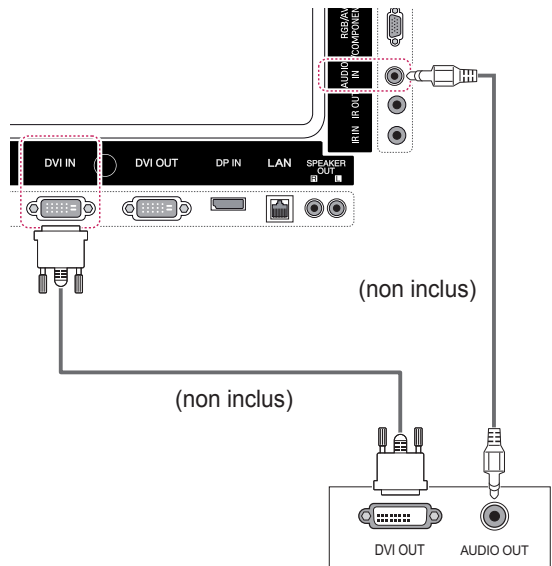 RGB/AV
COMPONENT
AUDIO
IN
IR OUT
IR IN
DVI IN
DVI OUT
DP IN
LAN
SPEAKER
OUT
R
L
(non inclus)
(non inclus)
DVI OUT
AUDIO OUT